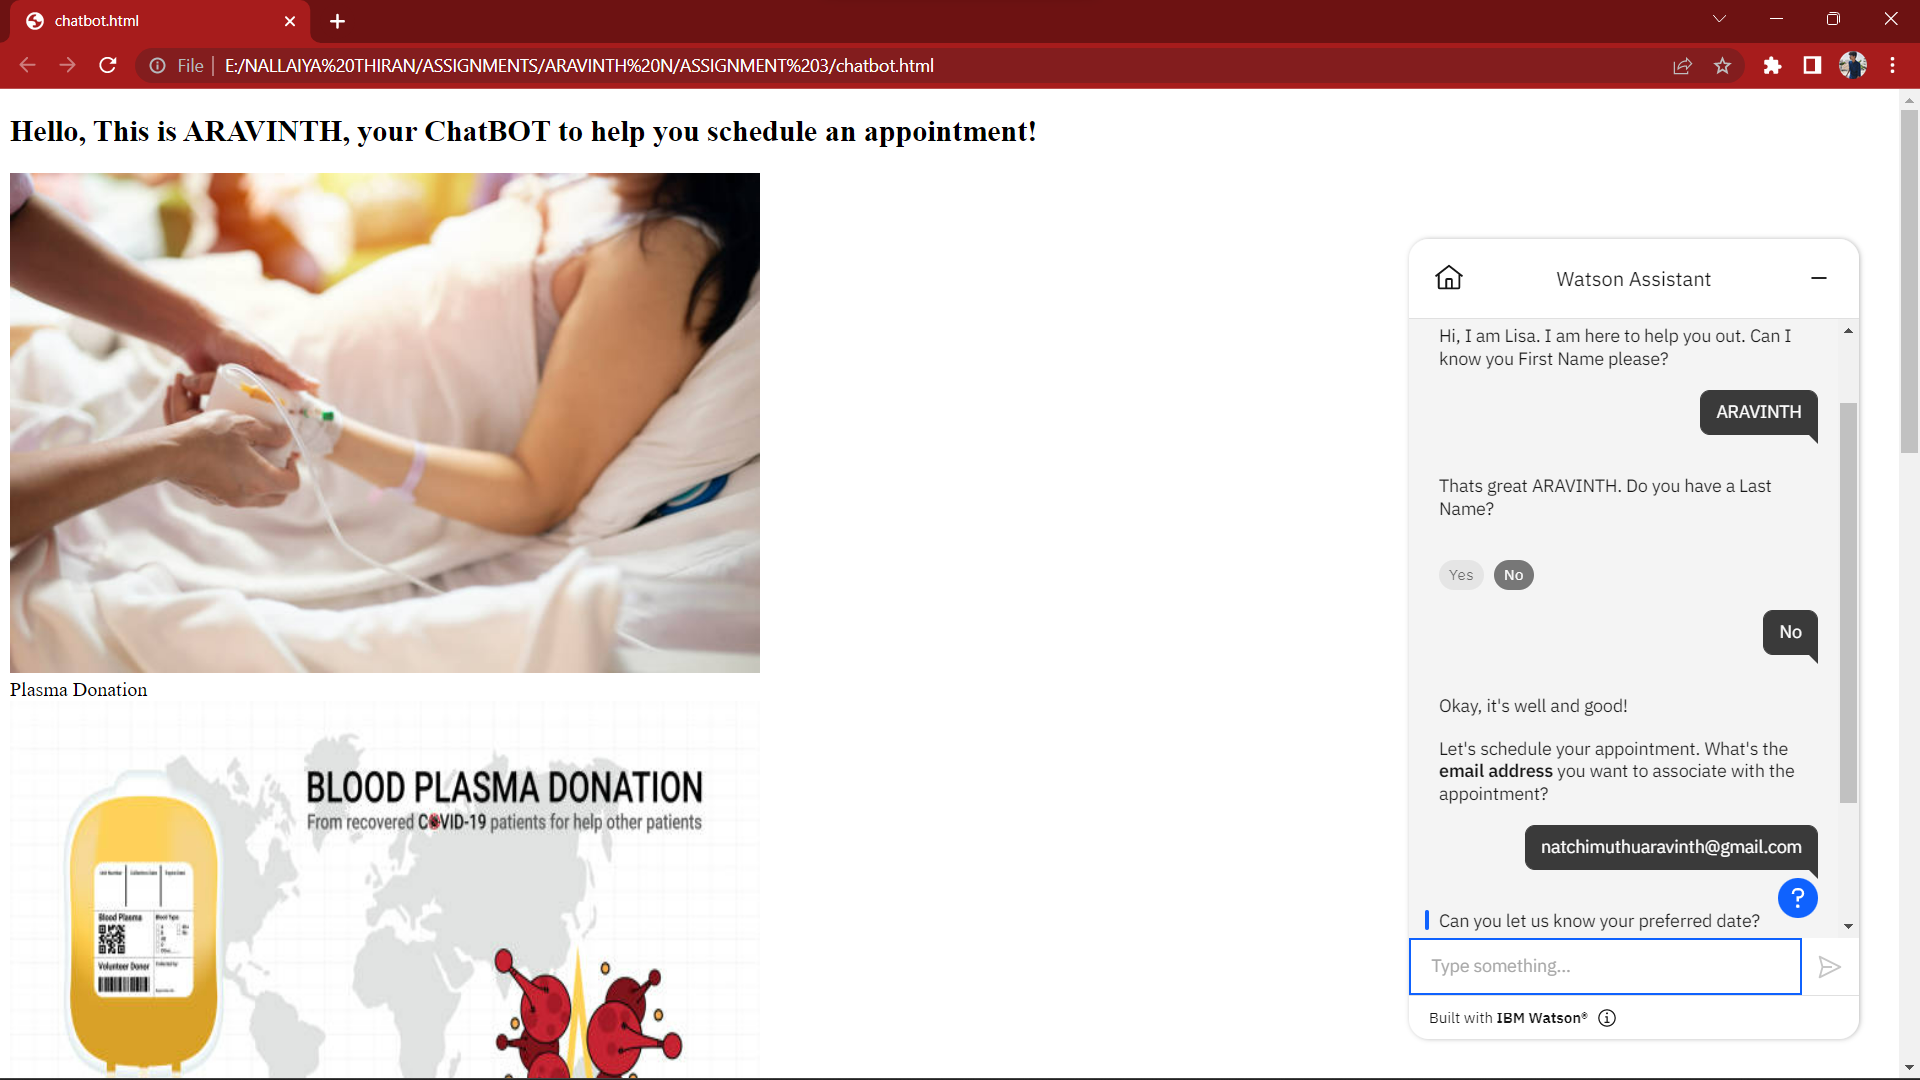 chatbot.html
File
E:/NALLAIYA%20THIRAN/ASSIGNMENTS/ARAVINTH%20N/ASSIGNMENT%203/chatbot.html
Hello, This is ARAVINTH, your ChatBOT to help you schedule an appointment!
Plasma Donation
BLOOD PLASMA DONATION
From recovered COVID-19 patients for help other patients
Blood Plasma
Blood Type
Volunteer Donor
Watson Assistant
Hi, I am Lisa. I am here to help you out. Can I
know you First Name please?
ARAVINTH
Thats great ARAVINTH. Do you have a Last
Name?
Yes
No
No
Okay, it's well and good!
Let's schedule your appointment. What's the
email address you want to associate with the
appointment?
natchimuthuaravinth@gmail.com
?
Can you let us know your preferred date?
Type something...
Built with IBM Watson®